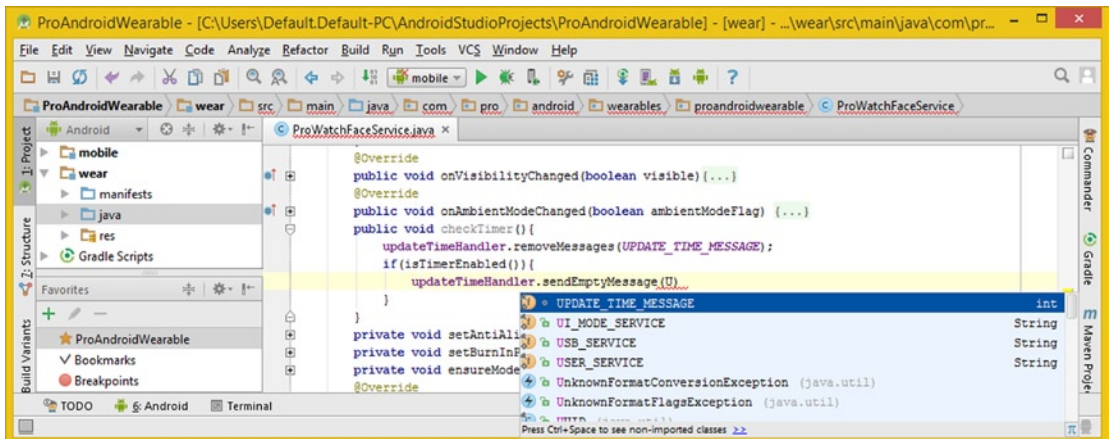 ProAndroidWearable - [C:\Users\Default.Default-PC\AndroidStudioProjects\ProAndroidWearable] - [wear] - ...\wear\src\main\java\com\pr...
File Edit View Navigate Code Analyze Refactor Build Run Tools VCS Window Help
mobile
ProAndroidWearable wear src main java com pro android wearables proandroidwearable ProWatchFaceService
1: Project
Z: Structure
Build Variants
Android
mobile
wear
manifests
java
res
Gradle Scripts
Favorites
ProAndroidWearable
Bookmarks
Breakpoints
ProWatchFaceService.java ×
@Override
public void onVisibilityChanged(boolean visible){...}
@Override
public void onAmbientModeChanged(boolean ambientModeFlag) {...}
public void checkTimer(){
updateTimeHandler.removeMessages(UPDATE_TIME_MESSAGE);
if(isTimerEnabled()){
updateTimeHandler.sendEmptyMessage(U)
}
}
private void setAntiAli
private void setBurnInP
private void ensureMode
@Override
UPDATE_TIME_MESSAGE int
UI_MODE_SERVICE String
USB_SERVICE String
USER_SERVICE String
UnknownFormatConversionException (java.util)
UnknownFormatFlagsException (java.util)
UUID (java.util)
Press Ctrl+Space to see non-imported classes >>
π
Commander
Gradle
m Maven Proje
TODO 6: Android Terminal